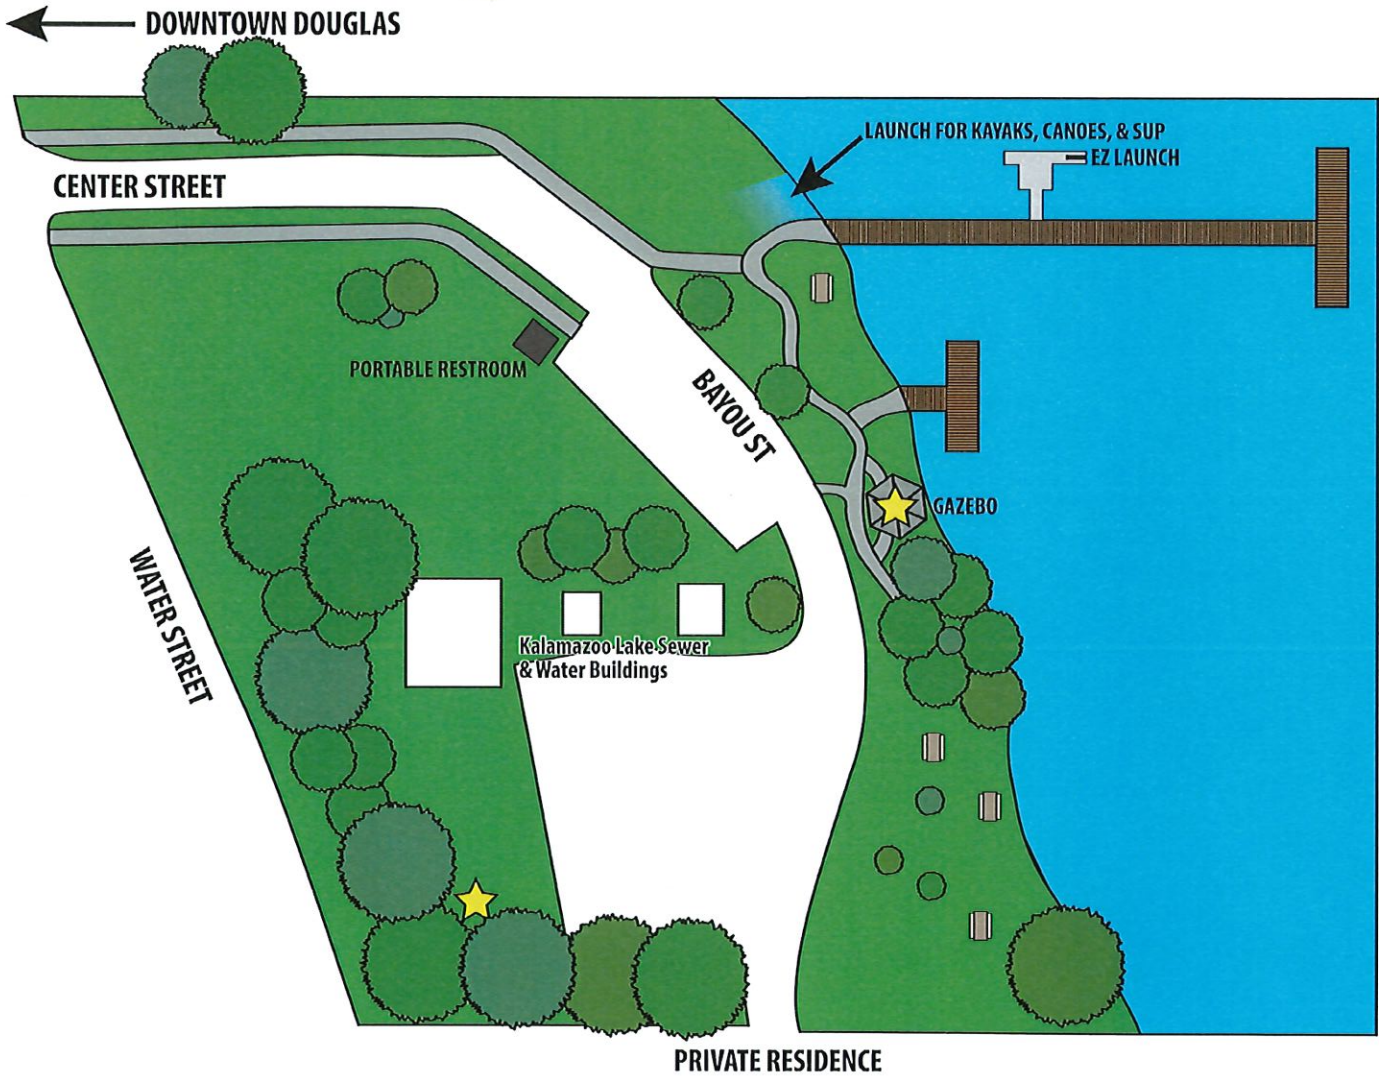 DOWNTOWN DOUGLAS
LAUNCH FOR KAYAKS, CANOES, & SUP
EZ LAUNCH
CENTER STREET
PORTABLE RESTROOM
BAYOU ST
GAZEBO
WATER STREET
Kalamazoo Lake Sewer
& Water Buildings
PRIVATE RESIDENCE